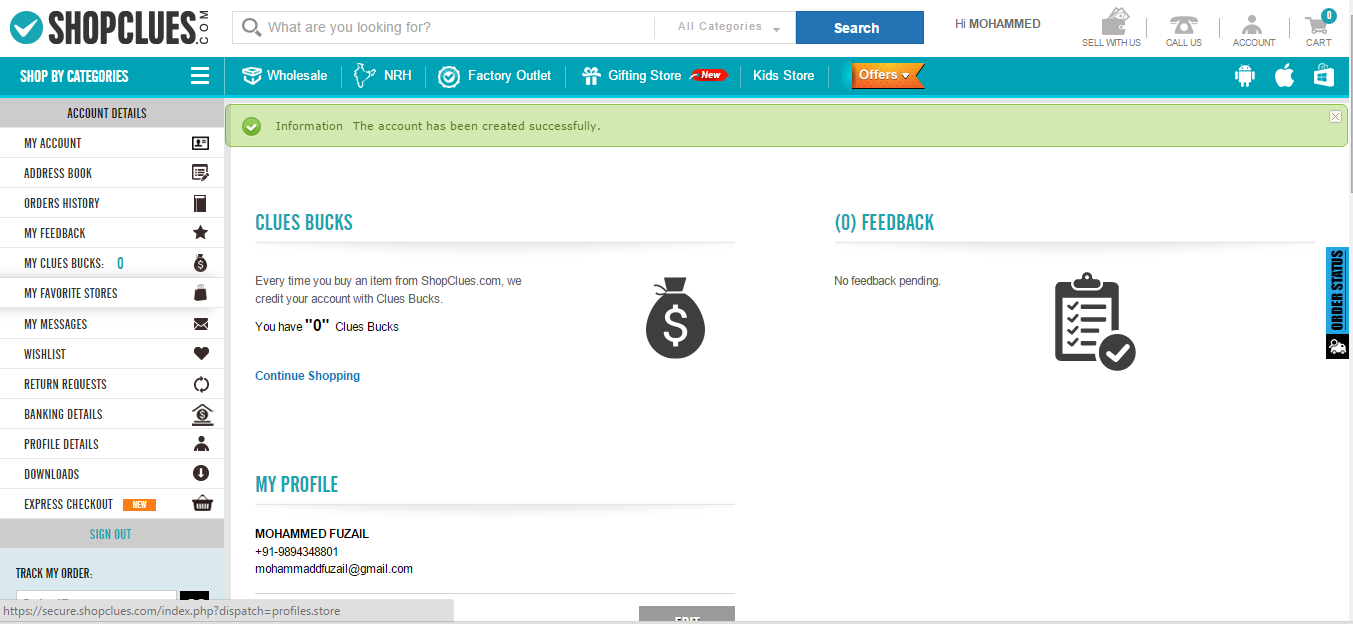 SHOPCLUES.COM
What are you looking for?
All Categories
Search
Hi MOHAMMED
SELL WITH US
CALL US
ACCOUNT
0
CART
SHOP BY CATEGORIES
Wholesale
NRH
Factory Outlet
Gifting Store New
Kids Store
Offers
ACCOUNT DETAILS
MY ACCOUNT
ADDRESS BOOK
ORDERS HISTORY
MY FEEDBACK
MY CLUES BUCKS: 0
MY FAVORITE STORES
MY MESSAGES
WISHLIST
RETURN REQUESTS
BANKING DETAILS
PROFILE DETAILS
DOWNLOADS
EXPRESS CHECKOUT NEW
SIGN OUT
TRACK MY ORDER:
Information The account has been created successfully.
CLUES BUCKS
Every time you buy an item from ShopClues.com, we
credit your account with Clues Bucks.
You have "0" Clues Bucks
Continue Shopping
(0) FEEDBACK
No feedback pending.
ORDER STATUS
MY PROFILE
MOHAMMED FUZAIL
+91-9894348801
mohammaddfuzail@gmail.com
EDIT
https://secure.shopclues.com/index.php?dispatch=profiles.store